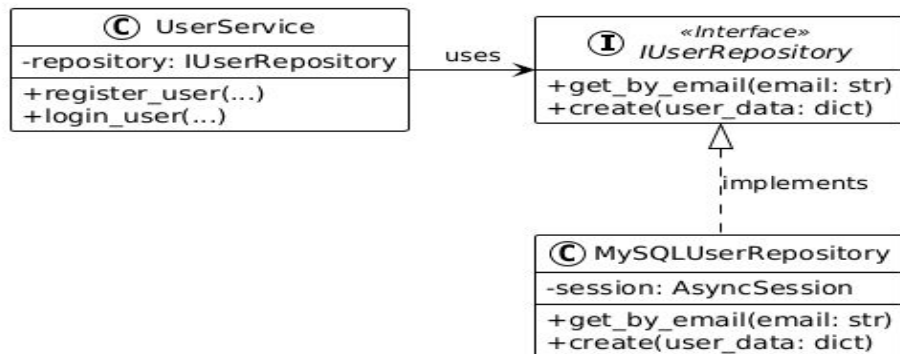 C UserService
-repository: IUserRepository
+register_user(...)
+login_user(...)
uses
I «Interface»
IUserRepository
+get_by_email(email: str)
+create(user_data: dict)
implements
C MySQLUserRepository
-session: AsyncSession
+get_by_email(email: str)
+create(user_data: dict)